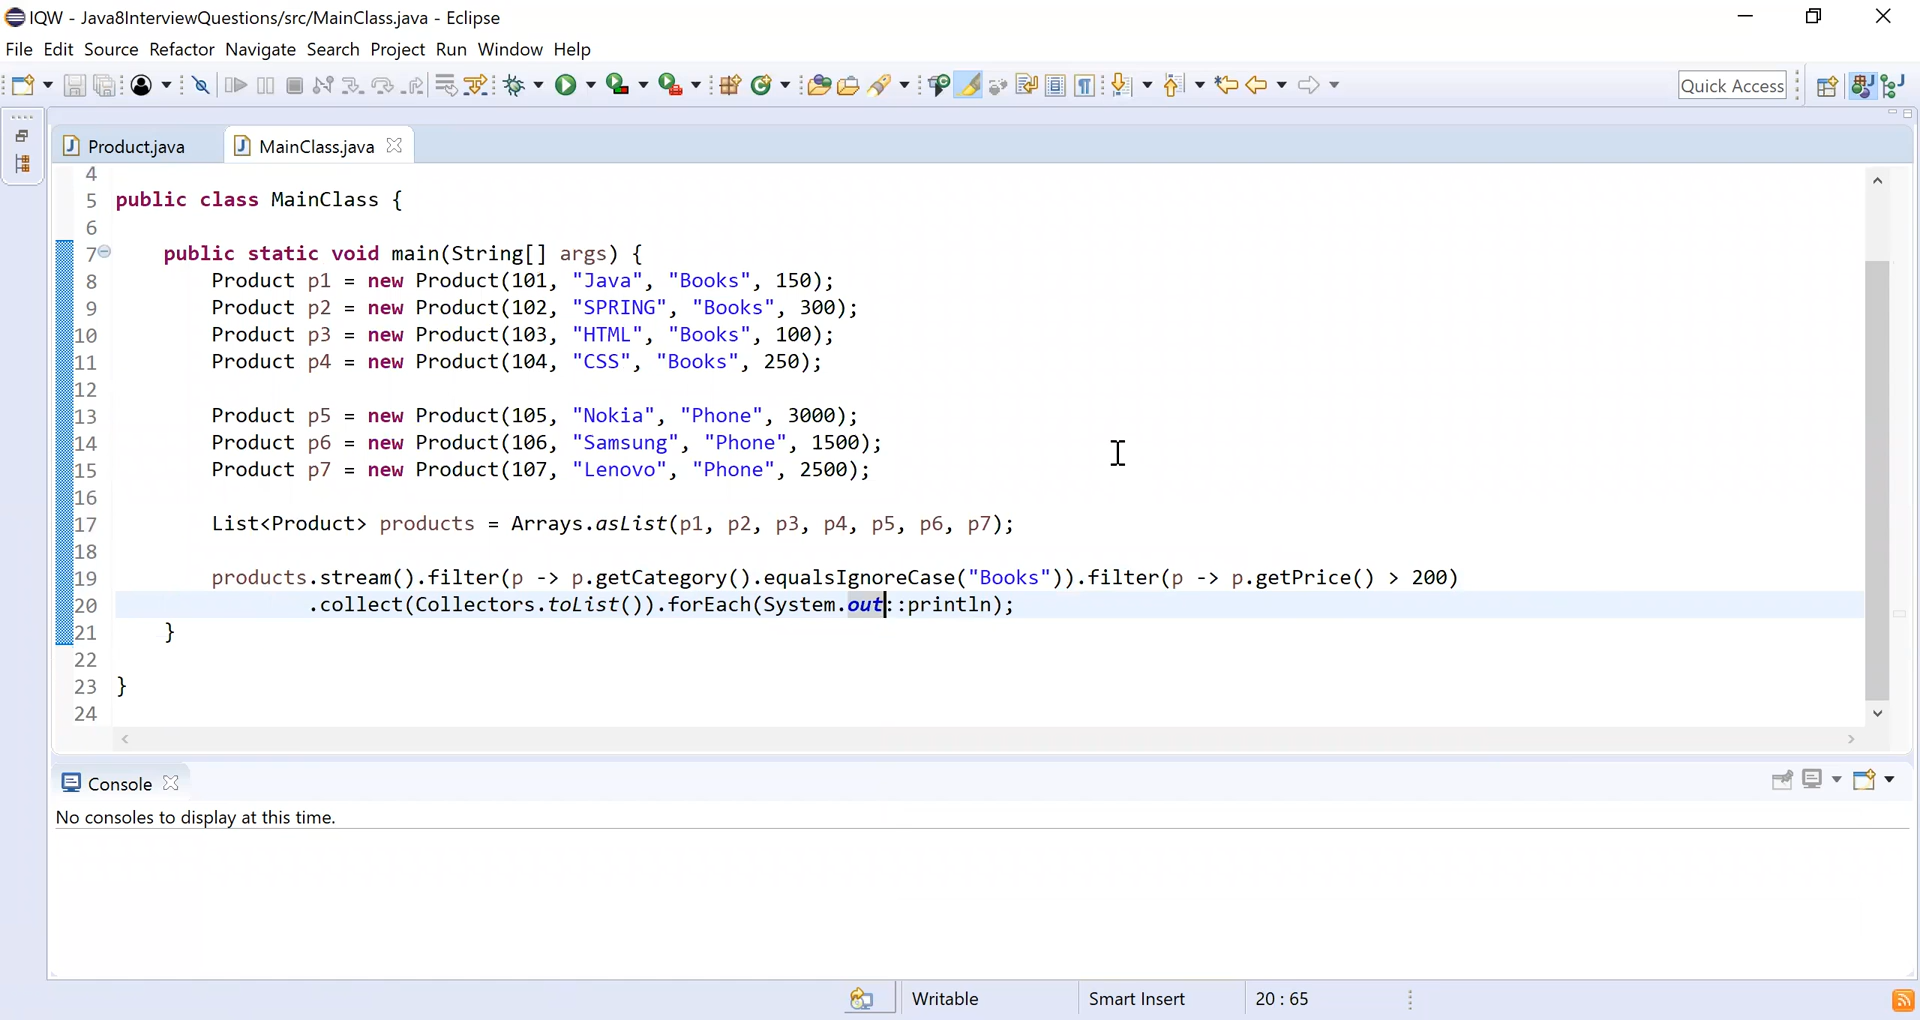 IQW - Java8InterviewQuestions/src/MainClass.java - Eclipse
File Edit Source Refactor Navigate Search Project Run Window Help
Quick Access
Product.java
MainClass.java
4
5 public class MainClass {
6
7 public static void main(String[] args) {
8 Product p1 = new Product(101, "Java", "Books", 150);
9 Product p2 = new Product(102, "SPRING", "Books", 300);
10 Product p3 = new Product(103, "HTML", "Books", 100);
11 Product p4 = new Product(104, "CSS", "Books", 250);
12
13 Product p5 = new Product(105, "Nokia", "Phone", 3000);
14 Product p6 = new Product(106, "Samsung", "Phone", 1500);
15 Product p7 = new Product(107, "Lenovo", "Phone", 2500);
16
17 List<Product> products = Arrays.asList(p1, p2, p3, p4, p5, p6, p7);
18
19 products.stream().filter(p -> p.getCategory().equalsIgnoreCase("Books")).filter(p -> p.getPrice() > 200)
20 .collect(Collectors.toList()).forEach(System.out::println);
21 }
22
23 }
24
Console
No consoles to display at this time.
Writable
Smart Insert
20 : 65